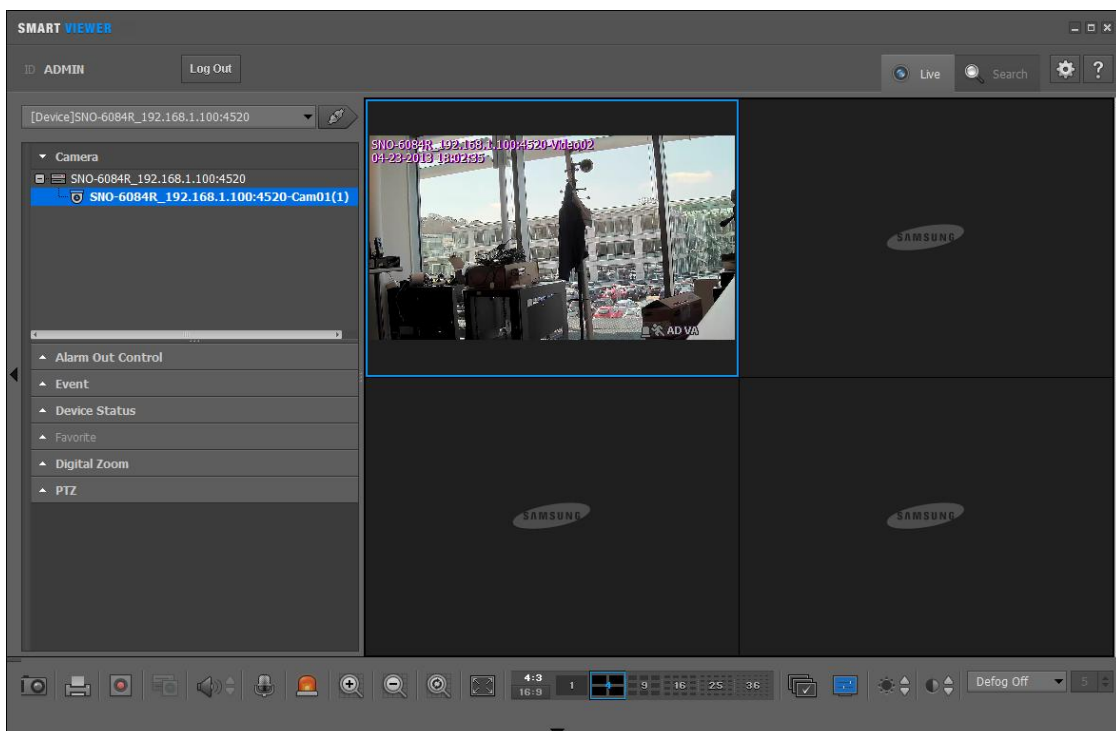 SMART VIEWER
ID ADMIN
Log Out
Live
Search
?
[Device]SNO-6084R_192.168.1.100:4520
Camera
SNO-6084R_192.168.1.100:4520
SNO-6084R_192.168.1.100:4520-Cam01(1)
Alarm Out Control
Event
Device Status
Favorite
Digital Zoom
PTZ
SNO-6084R_192.168.1.100:4520-Video02
04-23-2013 18:02:35
AD VA
SAMSUNG
SAMSUNG
SAMSUNG
4:3
16:9
1 4 9 16 25 36
Defog Off
5